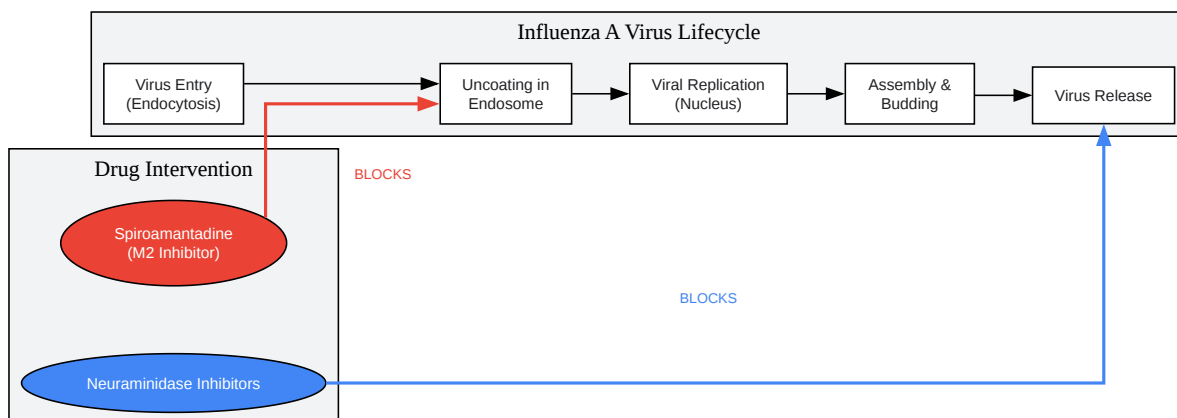 Influenza A Virus Lifecycle
Virus Entry
(Endocytosis)
Uncoating in
Endosome
Viral Replication
(Nucleus)
Assembly &
Budding
Virus Release
Drug Intervention
BLOCKS
Spiroamantadine
(M2 Inhibitor)
BLOCKS
Neuraminidase Inhibitors